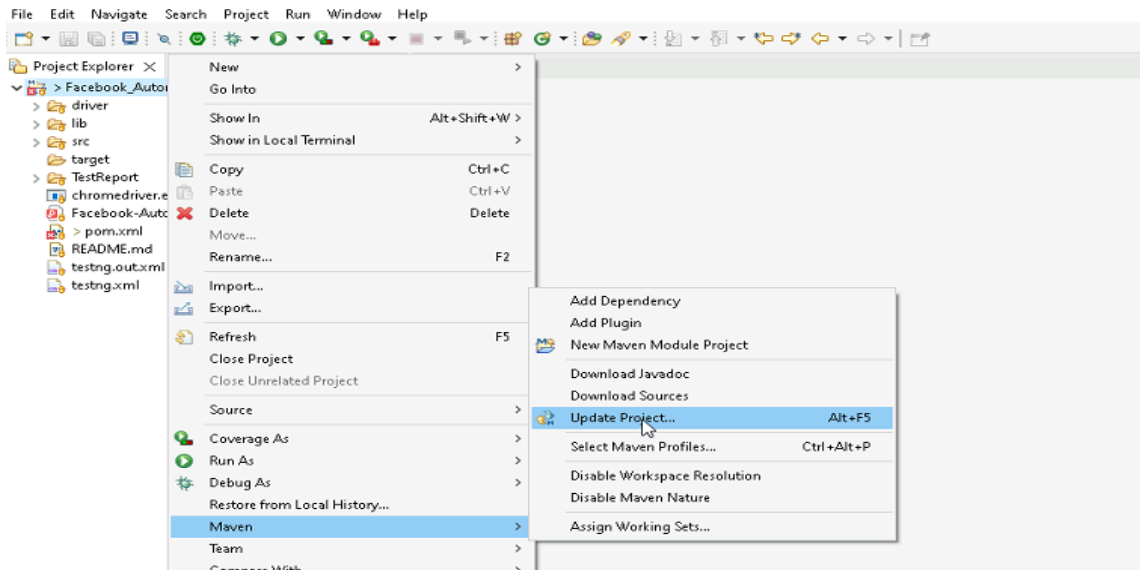 File Edit Navigate Search Project Run Window Help
Project Explorer
> Facebook_Autor
driver
lib
src
target
TestReport
chromedriver.e
Facebook-Auto
> pom.xml
README.md
testng.out.xml
testng.xml
New
Go Into
Show In Alt+Shift+W
Show in Local Terminal
Copy Ctrl+C
Paste Ctrl+V
Delete Delete
Move...
Rename... F2
Import...
Export...
Refresh F5
Close Project
Close Unrelated Project
Source
Coverage As
Run As
Debug As
Restore from Local History...
Maven
Team
Compare With
Add Dependency
Add Plugin
New Maven Module Project
Download Javadoc
Download Sources
Update Project... Alt+F5
Select Maven Profiles... Ctrl+Alt+P
Disable Workspace Resolution
Disable Maven Nature
Assign Working Sets...